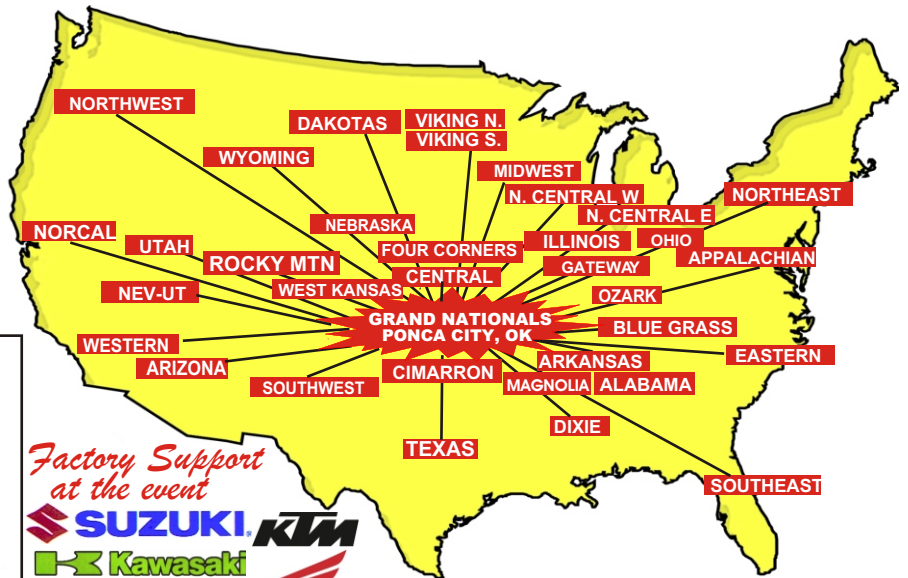 NORTHWEST
DAKOTAS
VIKING N.
VIKING S.
WYOMING
MIDWEST
N. CENTRAL W
NORTHEAST
N. CENTRAL E
NEBRASKA
NORCAL
UTAH
FOUR CORNERS
ILLINOIS
OHIO
APPALACHIAN
ROCKY MTN
CENTRAL
GATEWAY
NEV-UT
WEST KANSAS
OZARK
GRAND NATIONALS
PONCA CITY, OK
BLUE GRASS
WESTERN
EASTERN
ARIZONA
ARKANSAS
CIMARRON
SOUTHWEST
MAGNOLIA
ALABAMA
DIXIE
TEXAS
SOUTHEAST
Factory Support
at the event
SUZUKI
KTM
Kawasaki